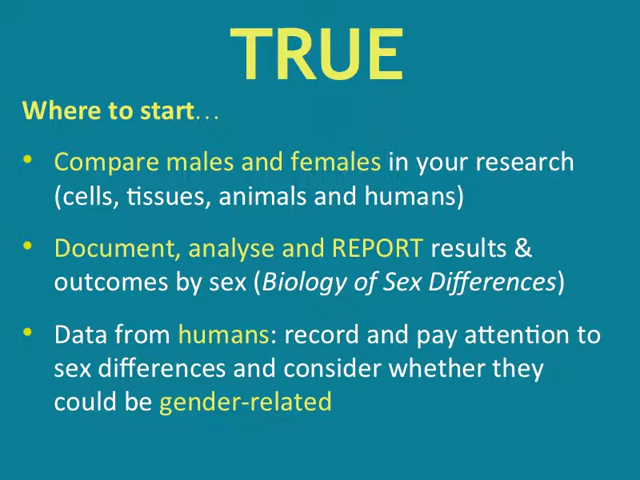 TRUE
Where to start…
• Compare males and females in your research
(cells, tissues, animals and humans)
• Document, analyse and REPORT results &
outcomes by sex (Biology of Sex Differences)
• Data from humans: record and pay attention to
sex differences and consider whether they
could be gender-related